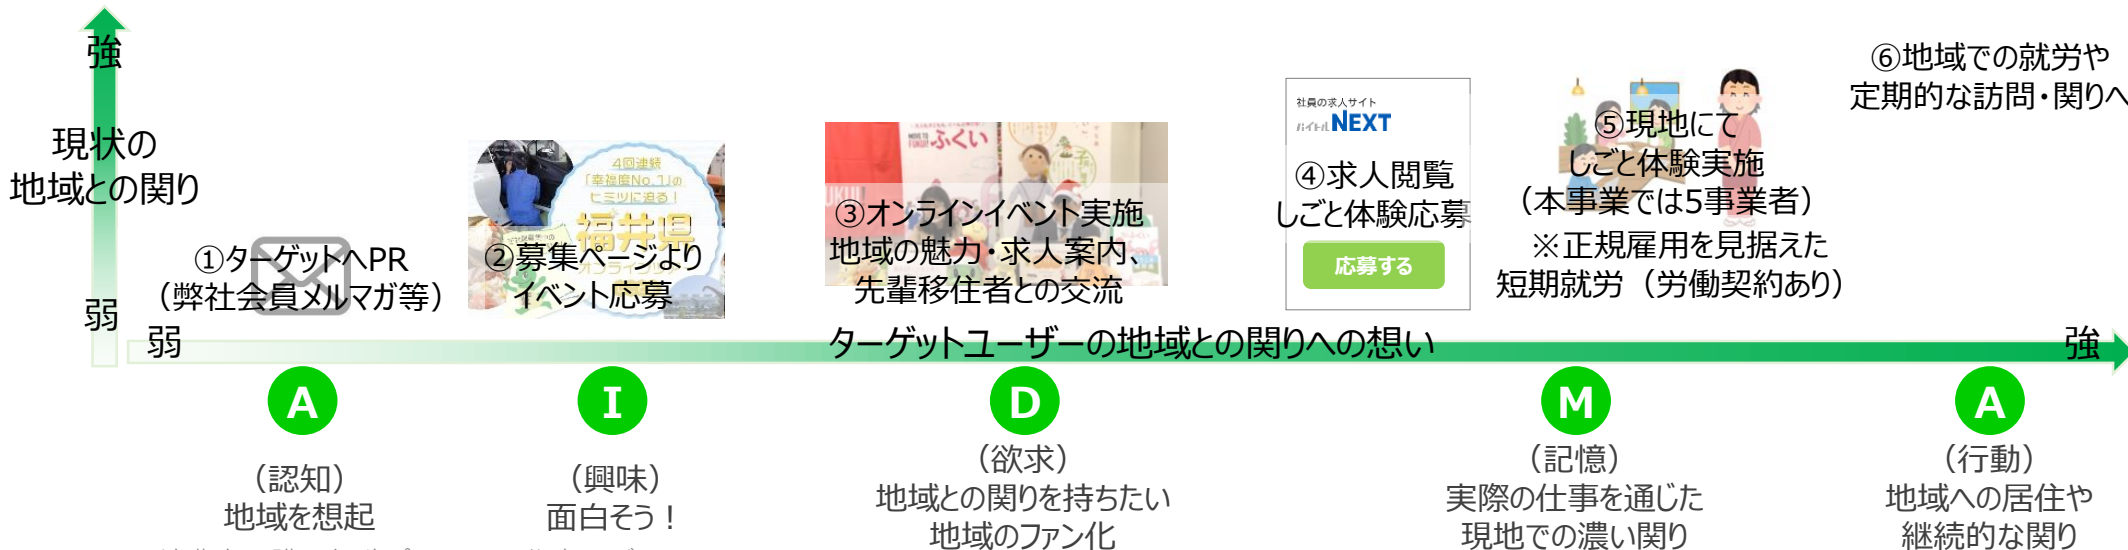 強
現状の
地域との関り
弱
弱
①ターゲットへPR
（弊社会員メルマガ等）
4回連続
「幸福度No.1」の
ヒミツに迫る！
福井県
オンライン
②募集ページより
イベント応募
ふくい
③オンラインイベント実施
地域の魅力・求人案内、
先輩移住者との交流
社員の求人サイト
バイトルNEXT
④求人閲覧
しごと体験応募
応募する
⑤現地にて
しごと体験実施
（本事業では5事業者）
※正規雇用を見据えた
短期就労（労働契約あり）
⑥地域での就労や
定期的な訪問・関りへ
ターゲットユーザーの地域との関りへの想い
強
A
I
D
M
A
（認知）
地域を想起
（興味）
面白そう！
（欲求）
地域との関りを持ちたい
地域のファン化
（記憶）
実際の仕事を通じた
現地での濃い関り
（行動）
地域への居住や
継続的な関り